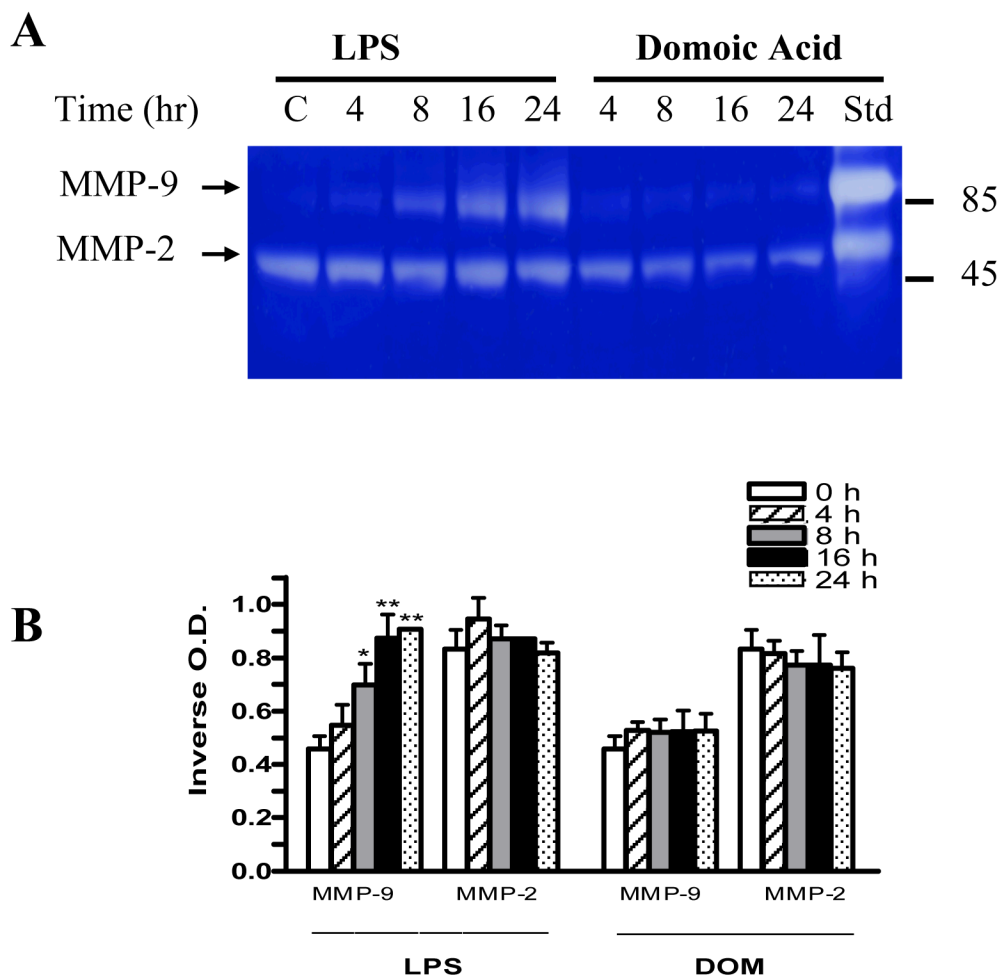 A
LPS Domoic Acid
Time (hr) C 4 8 16 24 4 8 16 24 Std
MMP-9 85
MMP-2 45
B
0 h
4 h
8 h
16 h
24 h
Inverse O.D.
1.0
0.8
0.6
0.4
0.2
0.0
* ** **
MMP-9 MMP-2 MMP-9 MMP-2
LPS DOM